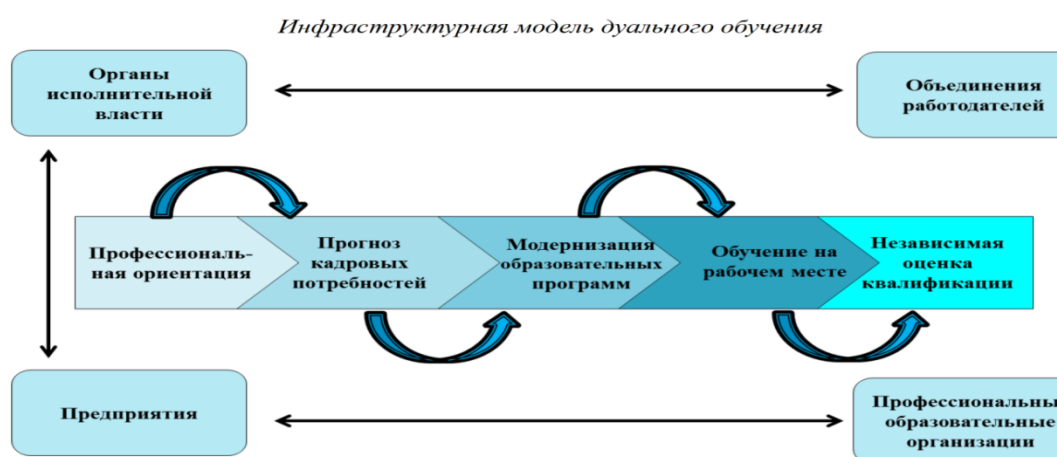 Инфраструктурная модель дуального обучения
Органы
исполнительной
власти
Объединения
работодателей
Профессиональ-
ная ориентация
Прогноз
кадровых
потребностей
Модернизация
образовательных
программ
Обучение на
рабочем месте
Независимая
оценка
квалификации
Предприятия
Профессиональные
образовательные
организации